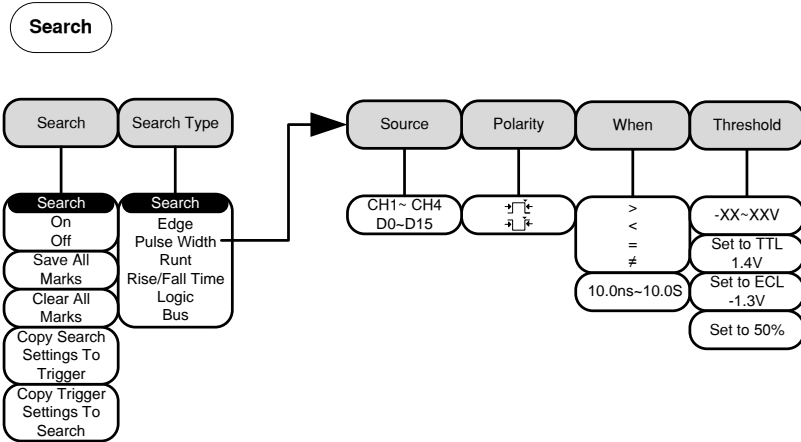 Search
Search
Search Type
Source
Polarity
When
Threshold
Search
On
Off
Save All
Marks
Clear All
Marks
Copy Search
Settings To
Trigger
Copy Trigger
Settings To
Search
Search
Edge
Pulse Width
Runt
Rise/Fall Time
Logic
Bus
CH1~ CH4
D0~D15
>
<
=
≠
10.0ns~10.0S
-XX~XXV
Set to TTL
1.4V
Set to ECL
-1.3V
Set to 50%